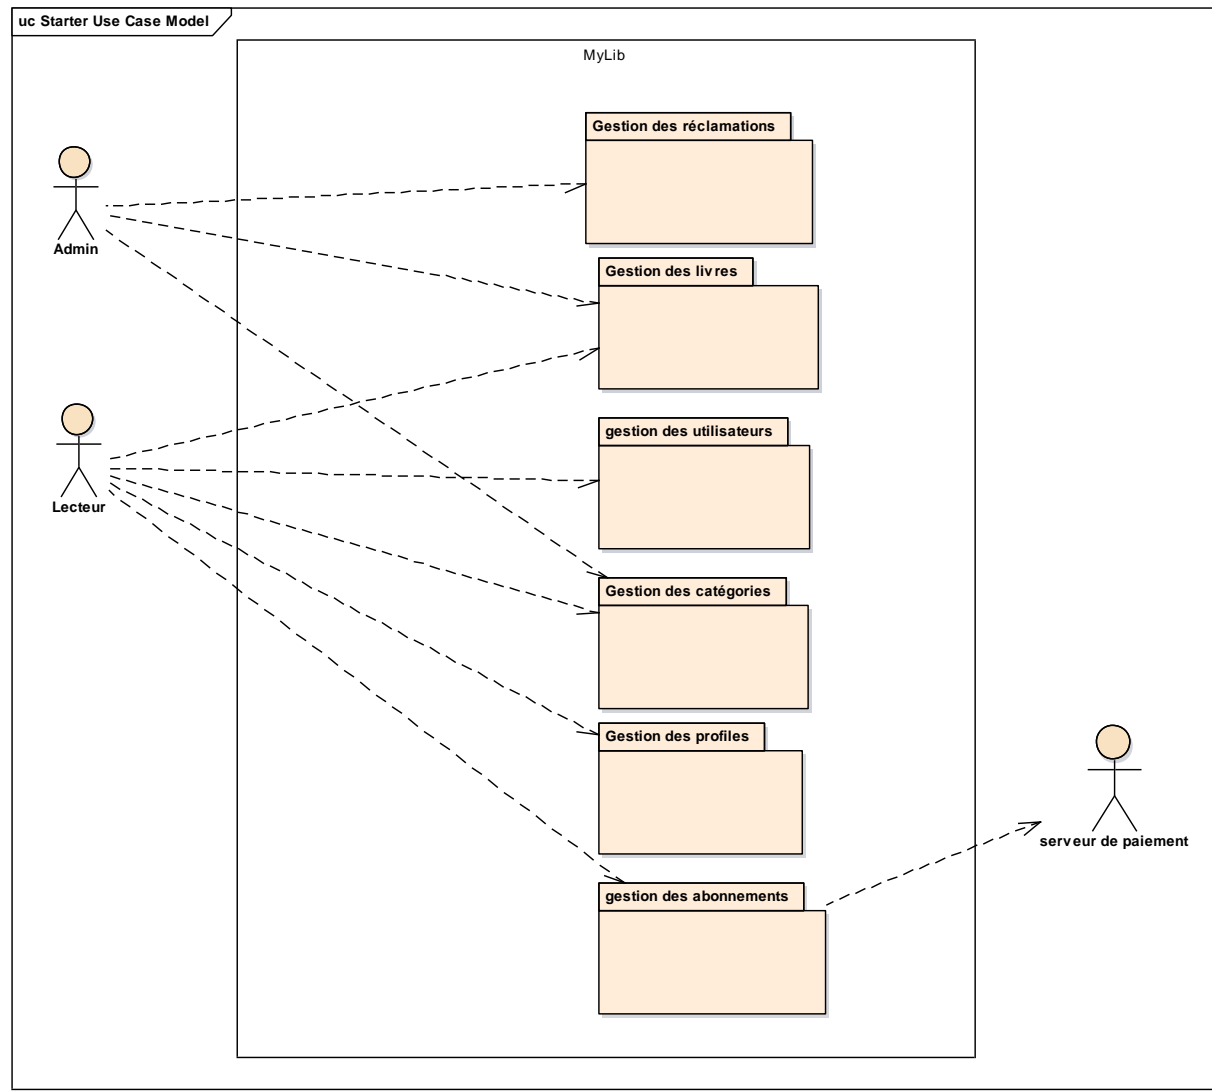 uc Starter Use Case Model
MyLib
Gestion des réclamations
Admin
Gestion des livres
Lecteur
gestion des utilisateurs
Gestion des catégories
Gestion des profiles
serveur de paiement
gestion des abonnements